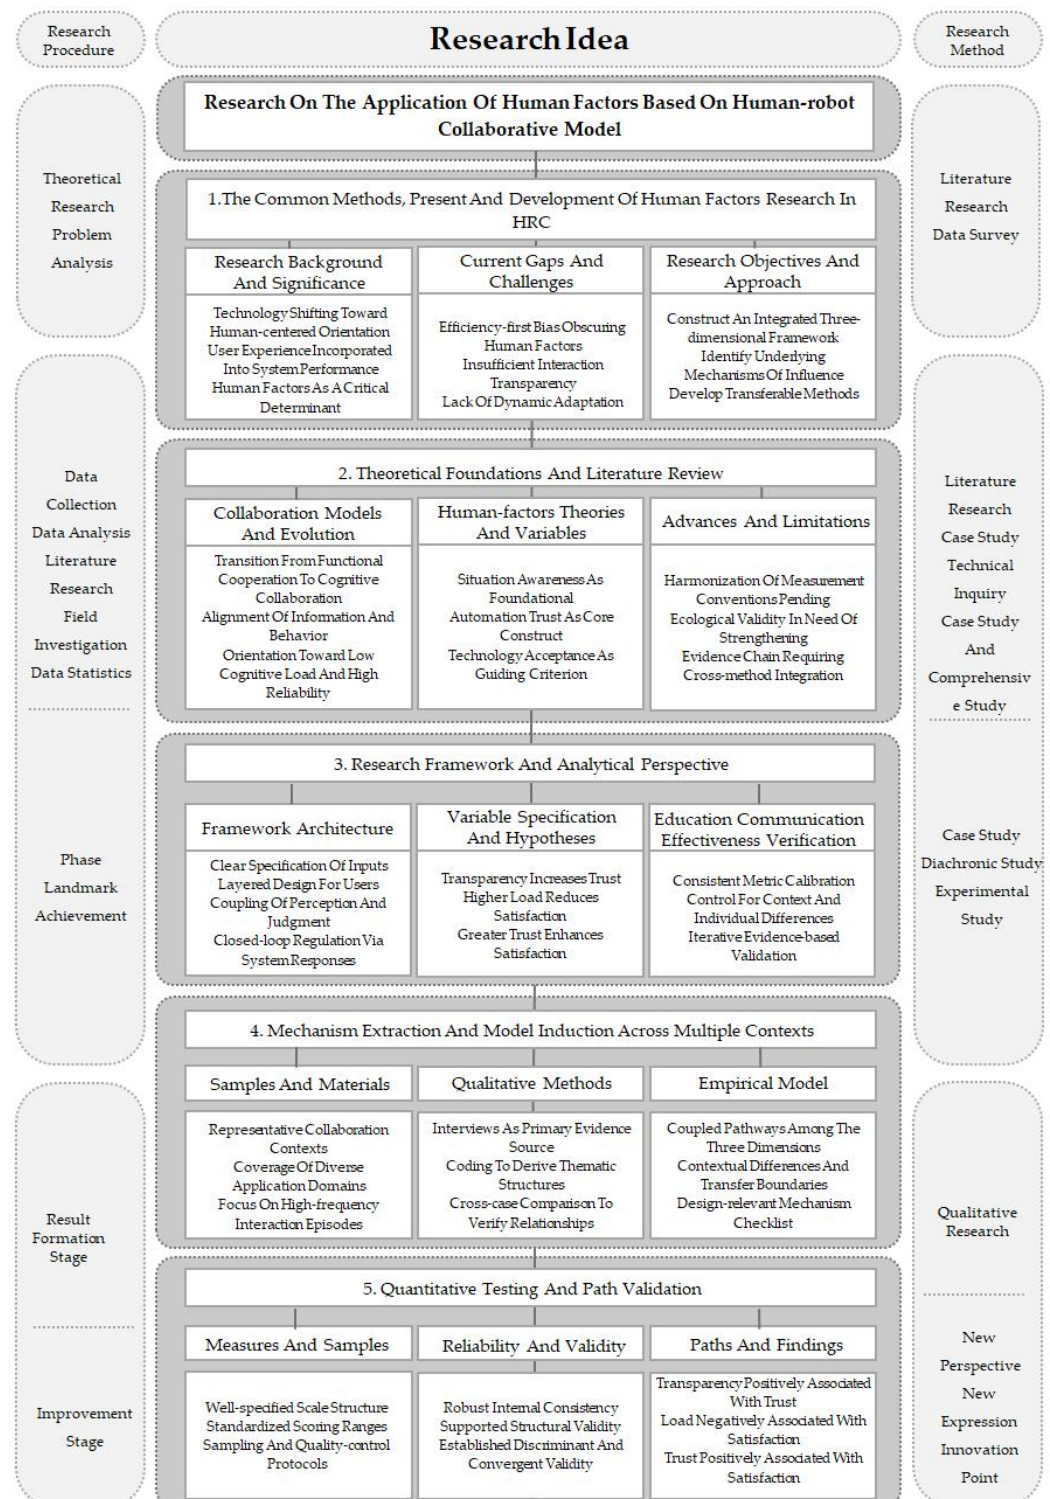 Research
Procedure
Research Idea
Research
Method
Research On The Application Of Human Factors Based On Human-robot
Collaborative Model
Theoretical
Research
Problem
Analysis
Literature
Research
Data Survey
1.The Common Methods, Present And Development Of Human Factors Research In
HRC
Research Background
And Significance
Technology Shifting Toward
Human-centered Orientation
User Experience Incorporated
Into System Performance
Human Factors As A Critical
Determinant
Current Gaps And
Challenges
Efficiency-first Bias Obscuring
Human Factors
Insufficient Interaction
Transparency
Lack Of Dynamic Adaptation
Research Objectives And
Approach
Construct An Integrated Three-
dimensional Framework
Identify Underlying
Mechanisms Of Influence
Develop Transferable Methods
Data
Collection
Data Analysis
Literature
Research
Field
Investigation
Data Statistics
Literature
Research
Case Study
Technical
Inquiry
Case Study
And
Comprehensiv
e Study
2. Theoretical Foundations And Literature Review
Collaboration Models
And Evolution
Transition From Functional
Cooperation To Cognitive
Collaboration
Alignment Of Information And
Behavior
Orientation Toward Low
Cognitive Load And High
Reliability
Human-factors Theories
And Variables
Situation Awareness As
Foundational
Automation Trust As Core
Construct
Technology Acceptance As
Guiding Criterion
Advances And Limitations
Harmonization Of Measurement
Conventions Pending
Ecological Validity In Need Of
Strengthening
Evidence Chain Requiring
Cross-method Integration
Phase
Landmark
Achievement
Case Study
Diachronic Study
Experimental
Study
3. Research Framework And Analytical Perspective
Framework Architecture
Clear Specification Of Inputs
Layered Design For Users
Coupling Of Perception And
Judgment
Closed-loop Regulation Via
System Responses
Variable Specification
And Hypotheses
Transparency Increases Trust
Higher Load Reduces
Satisfaction
Greater Trust Enhances
Satisfaction
Education Communication
Effectiveness Verification
Consistent Metric Calibration
Control For Context And
Individual Differences
Iterative Evidence-based
Validation
4. Mechanism Extraction And Model Induction Across Multiple Contexts
Samples And Materials
Representative Collaboration
Contexts
Coverage Of Diverse
Application Domains
Focus On High-frequency
Interaction Episodes
Qualitative Methods
Interviews As Primary Evidence
Source
Coding To Derive Thematic
Structures
Cross-case Comparison To
Verify Relationships
Empirical Model
Coupled Pathways Among The
Three Dimensions
Contextual Differences And
Transfer Boundaries
Design-relevant Mechanism
Checklist
Result
Formation
Stage
Qualitative
Research
5. Quantitative Testing And Path Validation
Measures And Samples
Well-specified Scale Structure
Standardized Scoring Ranges
Sampling And Quality-control
Protocols
Reliability And Validity
Robust Internal Consistency
Supported Structural Validity
Established Discriminant And
Convergent Validity
Paths And Findings
Transparency Positively Associated
With Trust
Load Negatively Associated With
Satisfaction
Trust Positively Associated With
Satisfaction
Improvement
Stage
New
Perspective
New
Expression
Innovation
Point